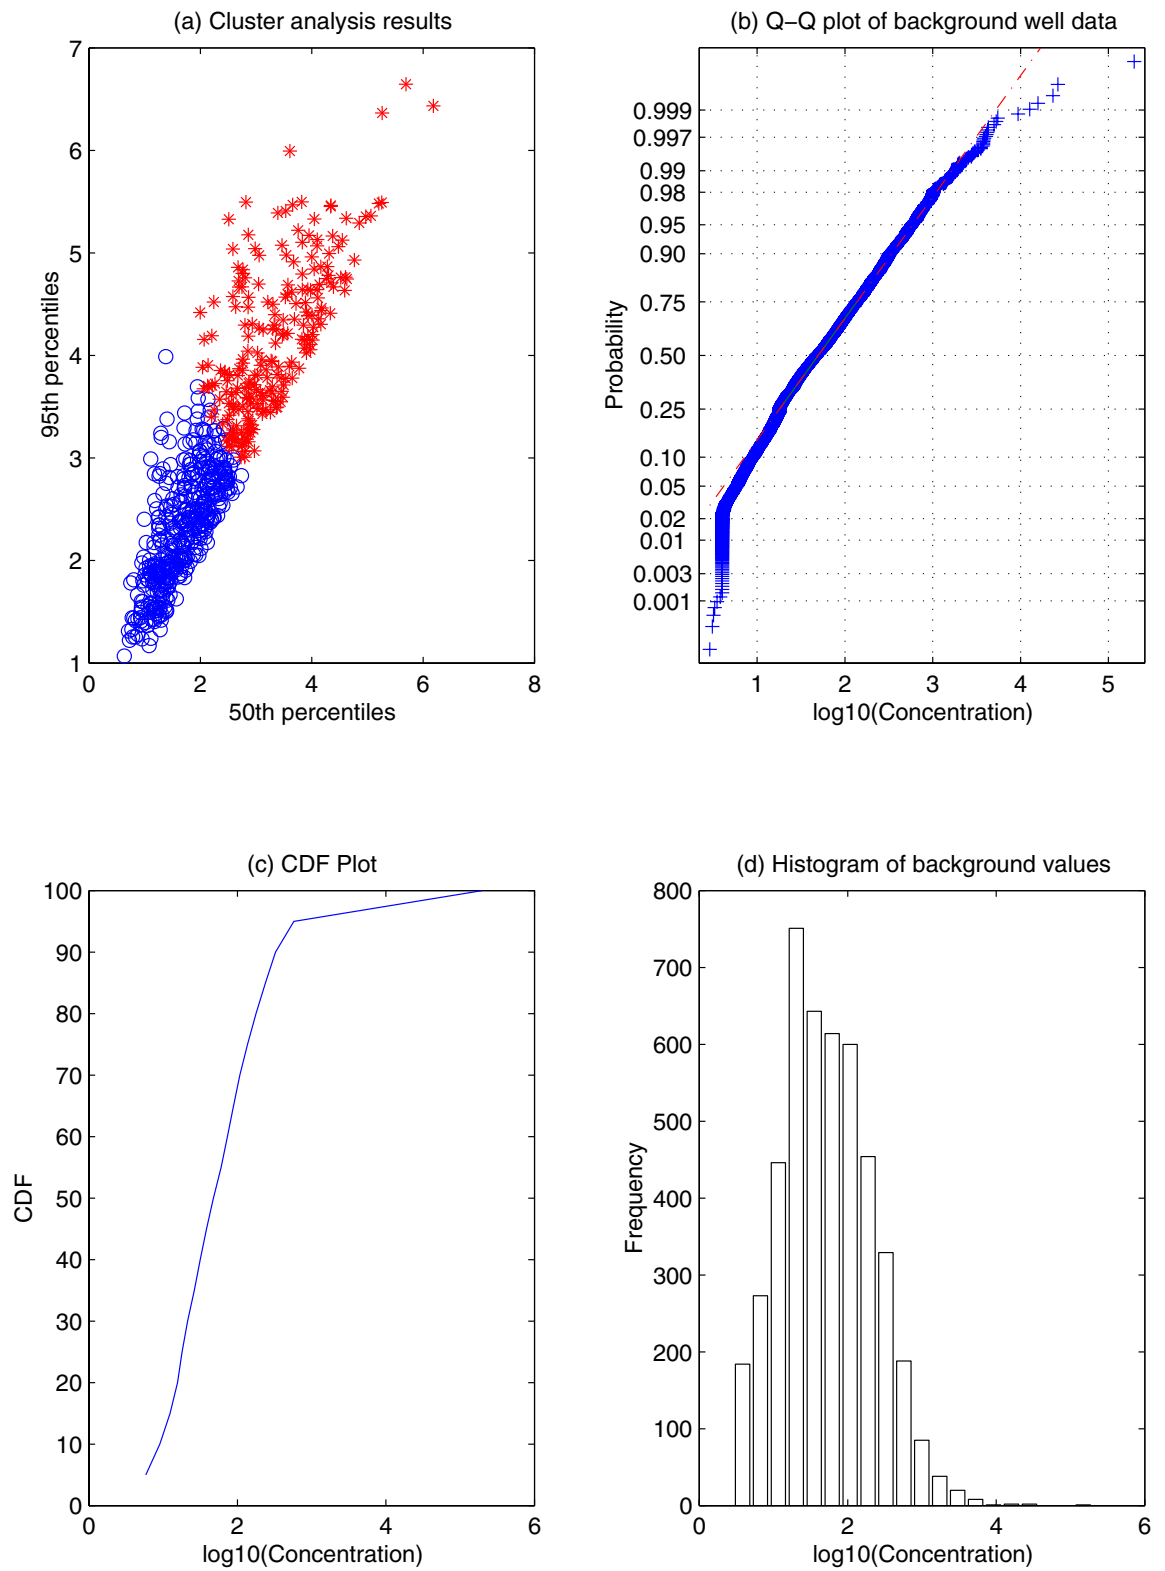 (a) Cluster analysis results
7
6
5
4
3
2
1
95th percentiles
0 2 4 6 8
50th percentiles
(b) Q−Q plot of background well data
0.999
0.997
0.99
0.98
0.95
0.90
0.75
0.50
0.25
0.10
0.05
0.02
0.01
0.003
0.001
Probability
1 2 3 4 5
log10(Concentration)
(c) CDF Plot
100
90
80
70
60
50
40
30
20
10
0
CDF
0 2 4 6
log10(Concentration)
(d) Histogram of background values
800
700
600
500
400
300
200
100
0
Frequency
0 2 4 6
log10(Concentration)